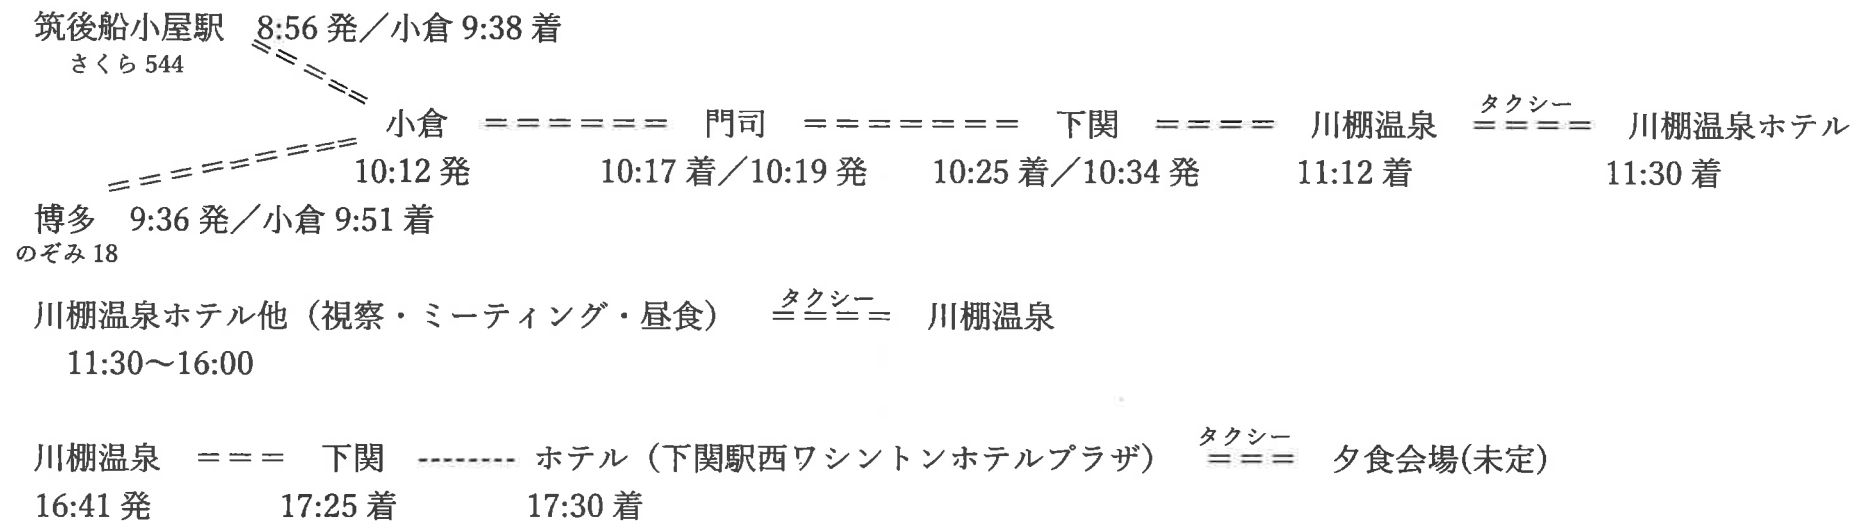 筑後船小屋駅　8:56 発／小倉 9:38 着
さくら 544
タクシー
小倉 ＝＝＝＝＝＝ 門司 ＝＝＝＝＝＝＝ 下関 ＝＝＝＝ 川棚温泉 ＝＝＝＝ 川棚温泉ホテル
10:12 発　10:17 着／10:19 発　10:25 着／10:34 発　11:12 着　11:30 着
博多　9:36 発／小倉 9:51 着
のぞみ 18
タクシー
川棚温泉ホテル他（視察・ミーティング・昼食） ＝＝＝＝ 川棚温泉
11:30～16:00
タクシー
川棚温泉 ＝＝＝ 下関 -------- ホテル（下関駅西ワシントンホテルプラザ） ＝＝＝ 夕食会場(未定)
16:41 発　17:25 着　17:30 着